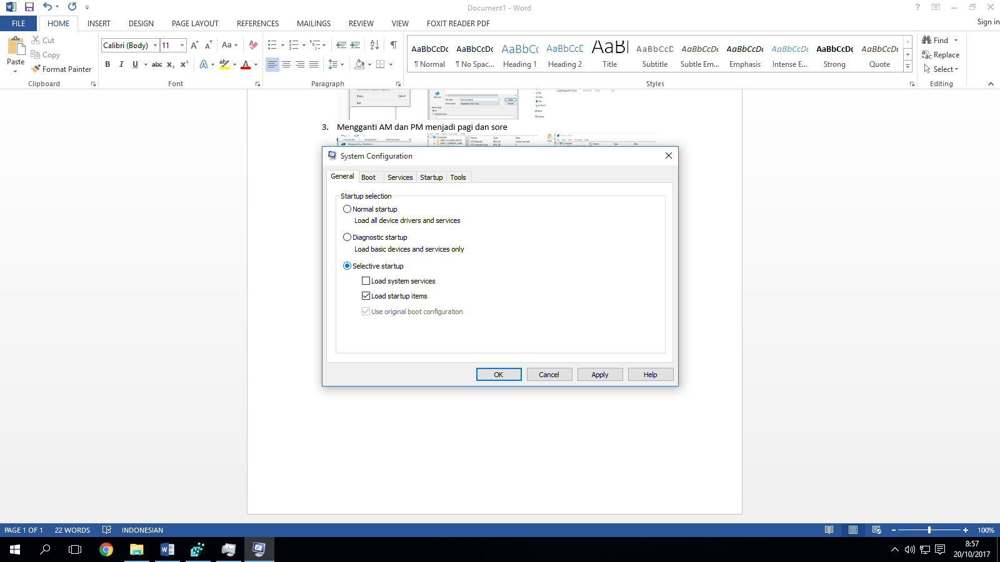 Document1 - Word
Sign in
FILE HOME INSERT DESIGN PAGE LAYOUT REFERENCES MAILINGS REVIEW VIEW FOXIT READER PDF
Paste
Cut
Copy
Format Painter
Clipboard
Calibri (Body) 11
Font
Paragraph
AaBbCcDc AaBbCcDc AaBbCc AaBbCcD AaBl AaBbCcD AaBbCcDc AaBbCcDc AaBbCcDc AaBbCcDc AaBbCcDc
¶ Normal ¶ No Spac... Heading 1 Heading 2 Title Subtitle Subtle Em... Emphasis Intense E... Strong Quote
Styles
Find
Replace
Select
Editing
Print... Ctrl+P
Exit
3. Mengganti AM dan PM menjadi pagi dan sore
System Configuration
General Boot Services Startup Tools
Startup selection
Normal startup
Load all device drivers and services
Diagnostic startup
Load basic devices and services only
Selective startup
Load system services
Load startup items
Use original boot configuration
OK Cancel Apply Help
PAGE 1 OF 1 22 WORDS INDONESIAN
100%
8:57
20/10/2017